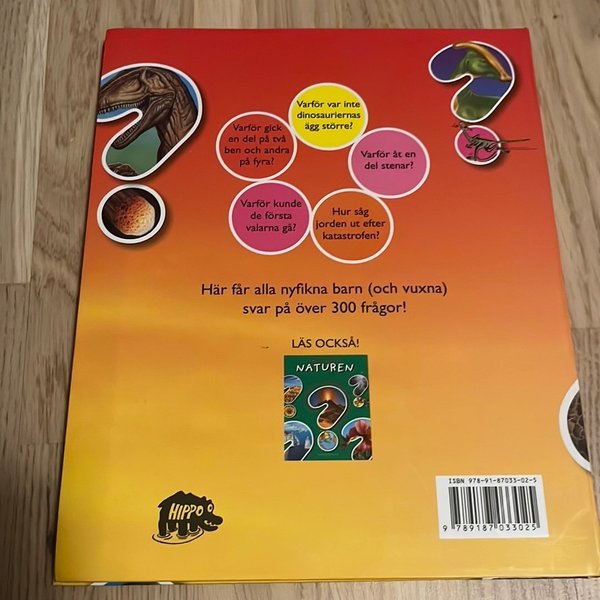 Varför var inte
dinosauriernas
ägg större?
Varför gick
en del på två
ben och andra
på fyra?
Varför åt en
del stenar?
Varför kunde
de första
valarna gå?
Hur såg
jorden ut efter
katastrofen?
Här får alla nyfikna barn (och vuxna)
svar på över 300 frågor!
LÄS OCKSÅ!
NATUREN
ISBN 978-91-87033-02-5
9 789187 033025
HIPPO